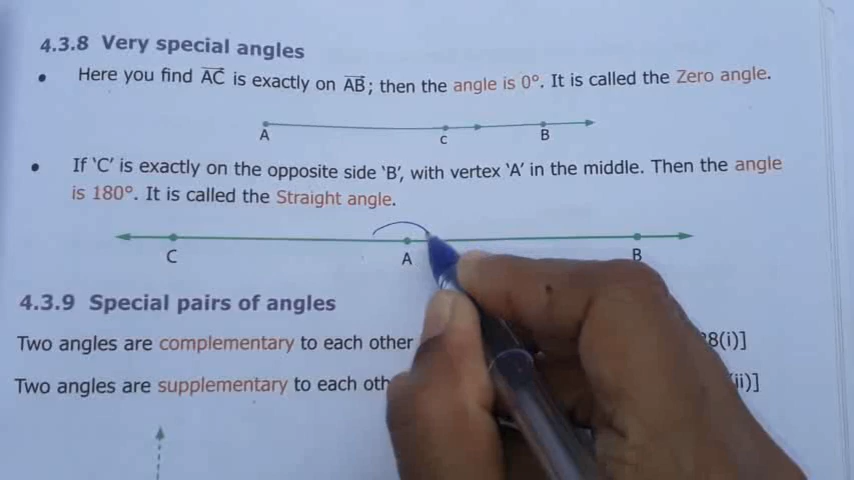 4.3.8 Very special angles
• Here you find AC is exactly on AB; then the angle is 0°. It is called the Zero angle.
A c B
• If ‘C’ is exactly on the opposite side ‘B’, with vertex ‘A’ in the middle. Then the angle
is 180°. It is called the Straight angle.
C A B
4.3.9 Special pairs of angles
Two angles are complementary to each other 8(i)]
Two angles are supplementary to each (ii)]